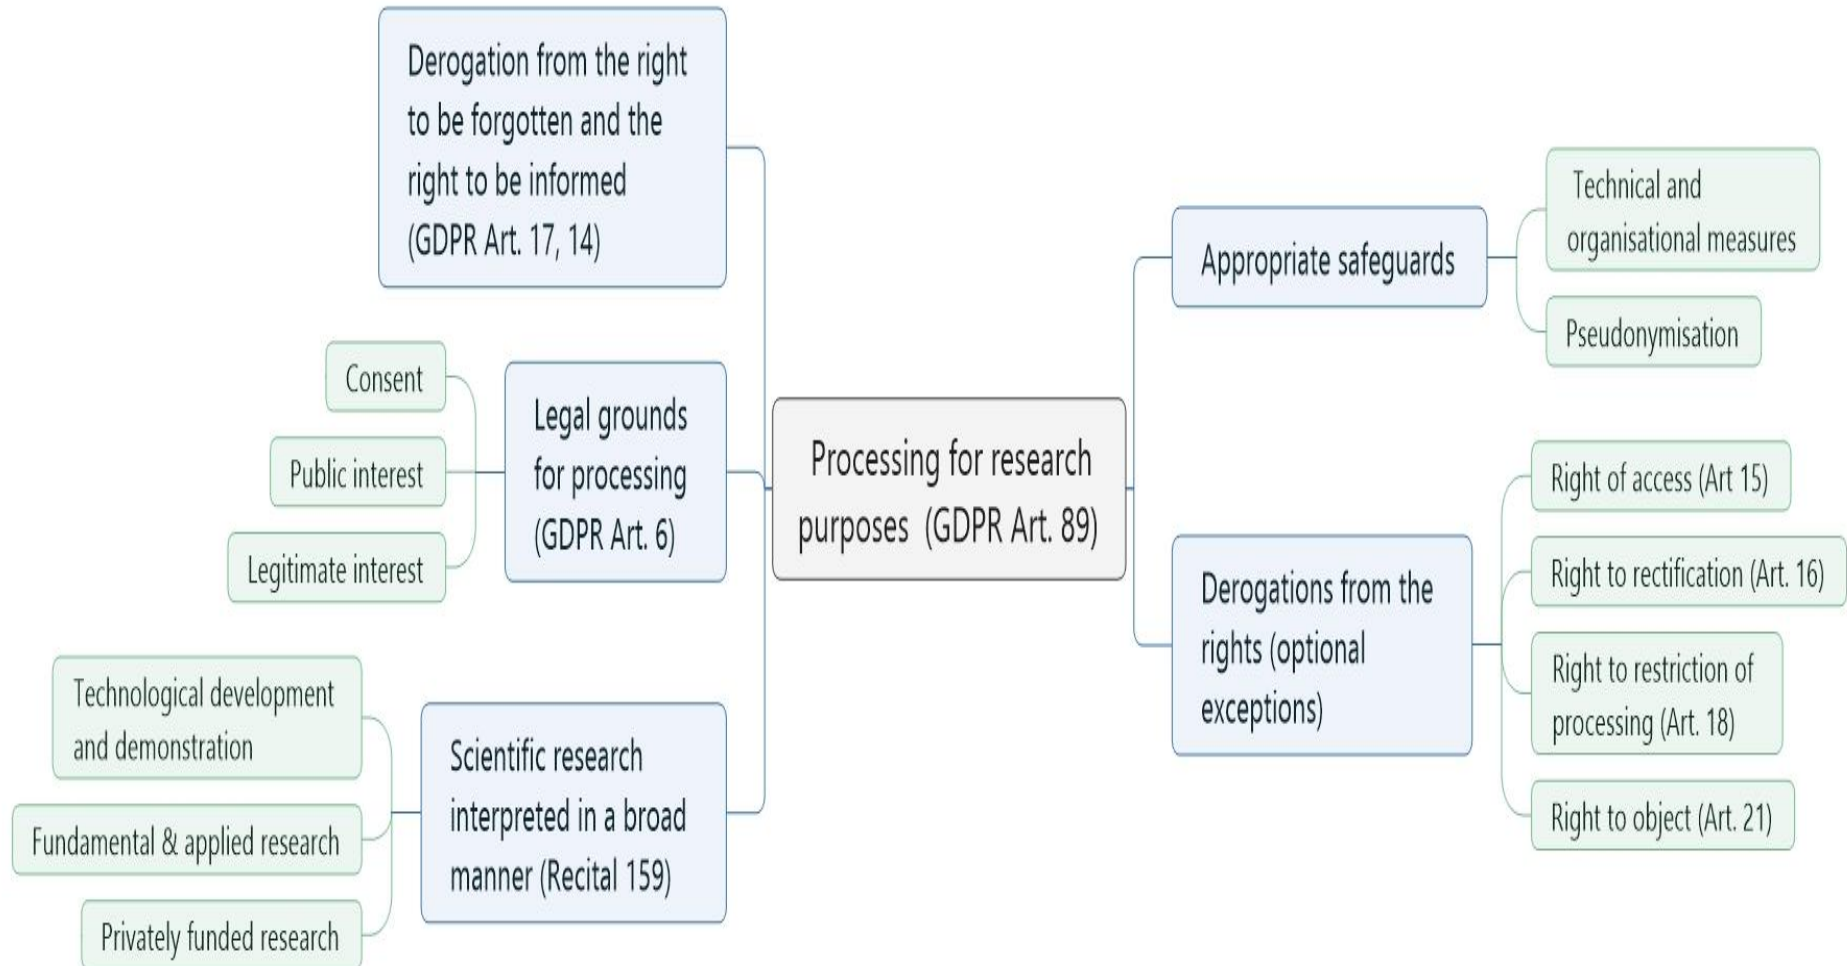 Derogation from the right
to be forgotten and the
right to be informed
(GDPR Art. 17, 14)
Consent
Public interest
Legitimate interest
Legal grounds
for processing
(GDPR Art. 6)
Technological development
and demonstration
Fundamental & applied research
Privately funded research
Scientific research
interpreted in a broad
manner (Recital 159)
Processing for research
purposes (GDPR Art. 89)
Appropriate safeguards
Technical and
organisational measures
Pseudonymisation
Derogations from the
rights (optional
exceptions)
Right of access (Art 15)
Right to rectification (Art. 16)
Right to restriction of
processing (Art. 18)
Right to object (Art. 21)